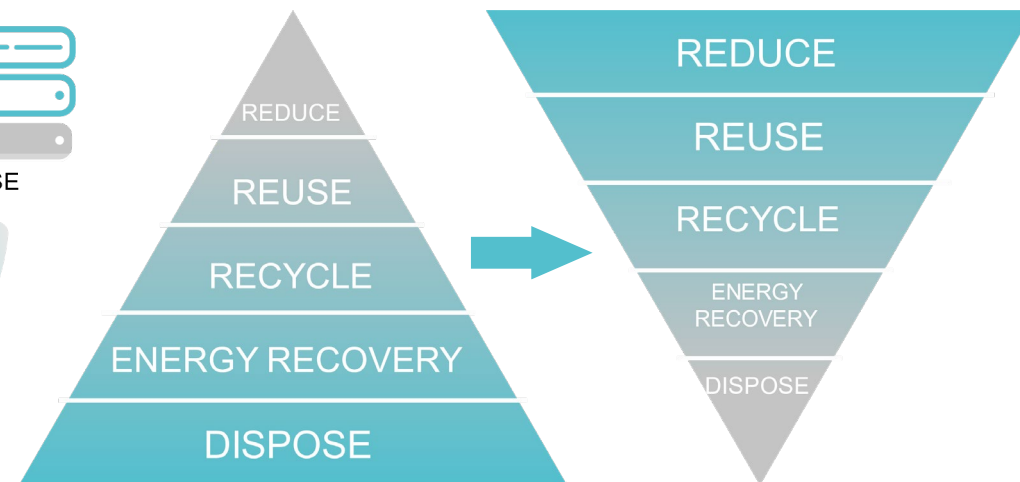 SE
REDUCE
REUSE
RECYCLE
ENERGY RECOVERY
DISPOSE
REDUCE
REUSE
RECYCLE
ENERGY
RECOVERY
DISPOSE